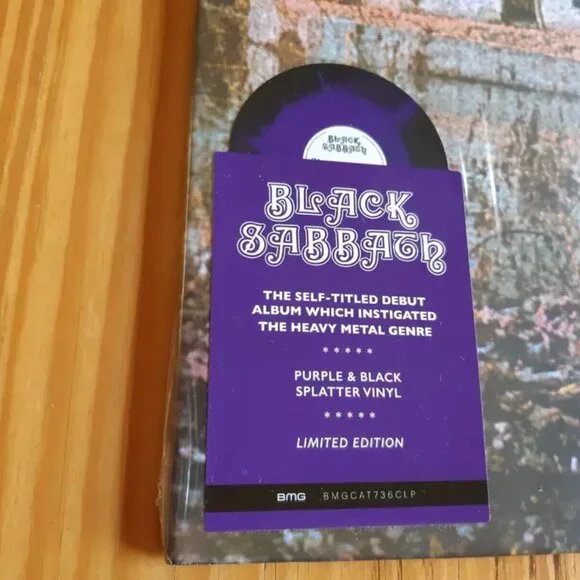 BLACK
SABBATH
BLACK
SABBATH
THE SELF-TITLED DEBUT
ALBUM WHICH INSTIGATED
THE HEAVY METAL GENRE
* * * * *
PURPLE & BLACK
SPLATTER VINYL
* * * * *
LIMITED EDITION
BMG BMGCAT736CLP